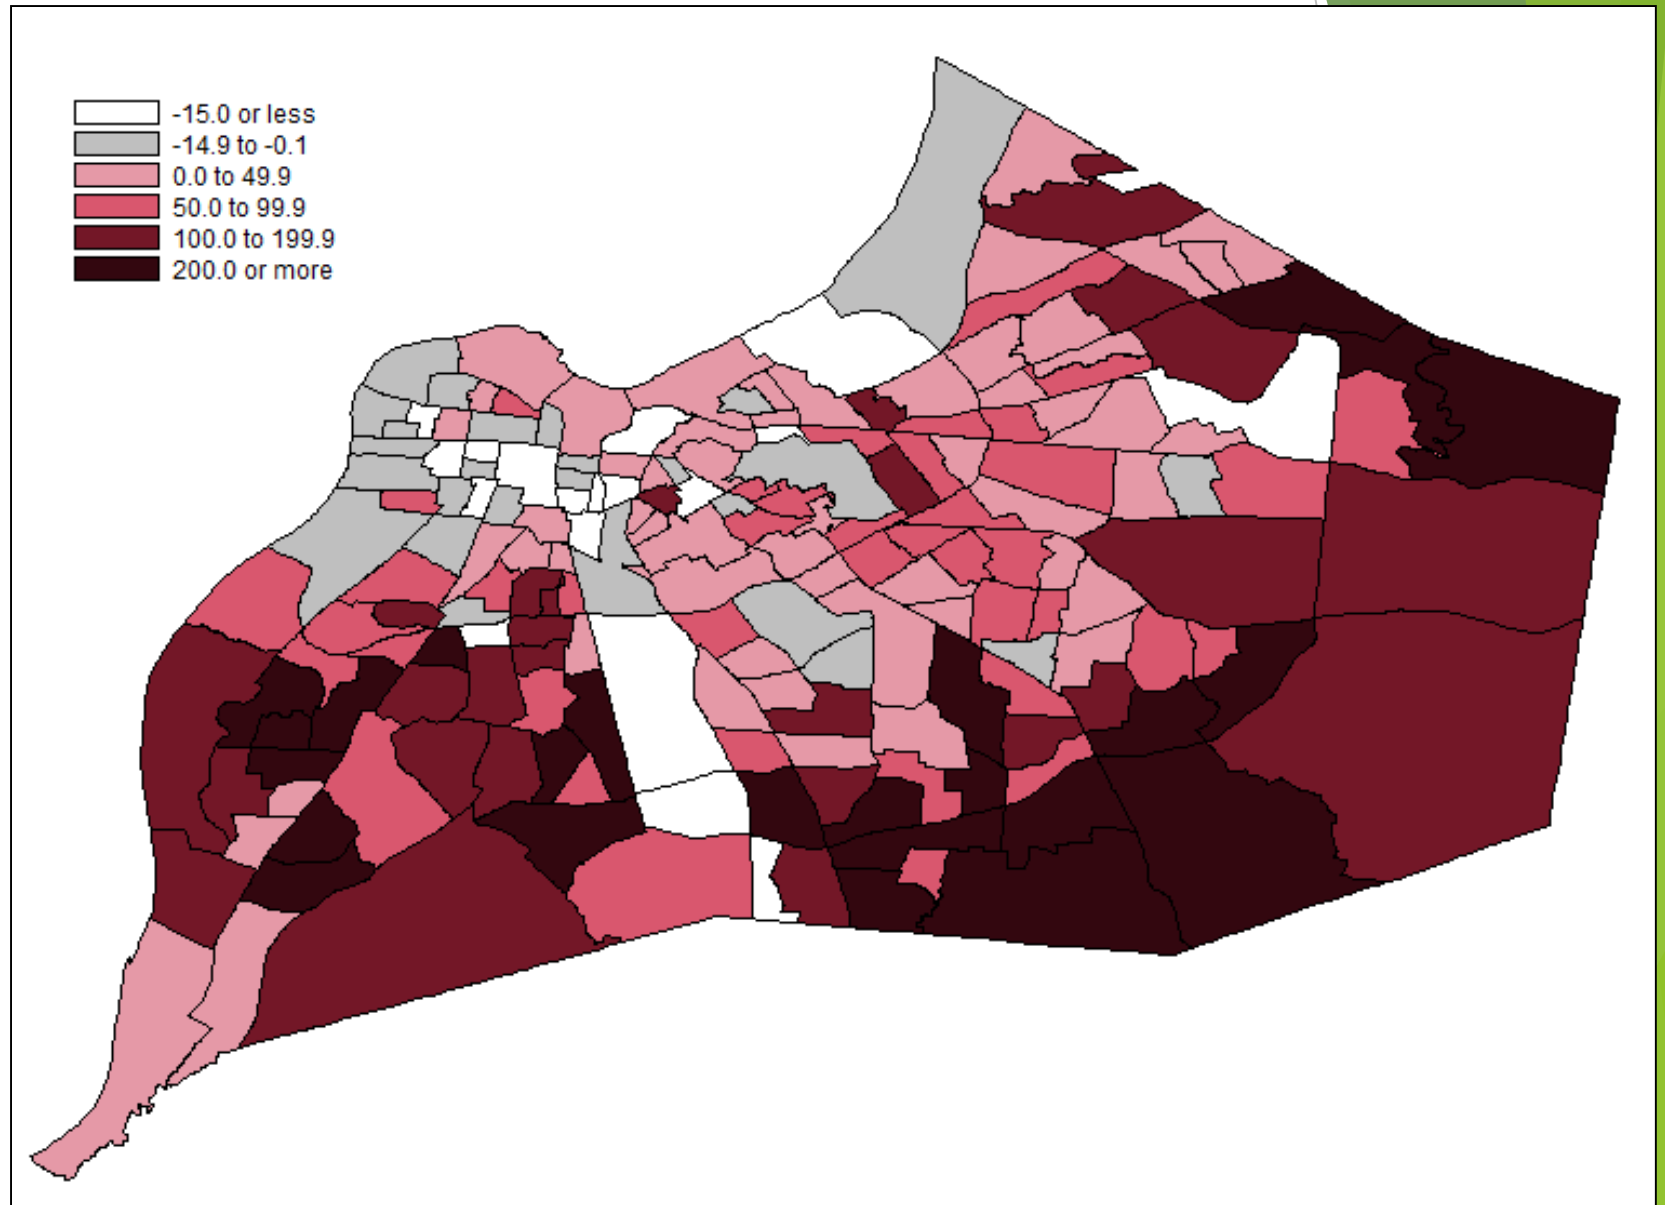 -15.0 or less
-14.9 to -0.1
0.0 to 49.9
50.0 to 99.9
100.0 to 199.9
200.0 or more